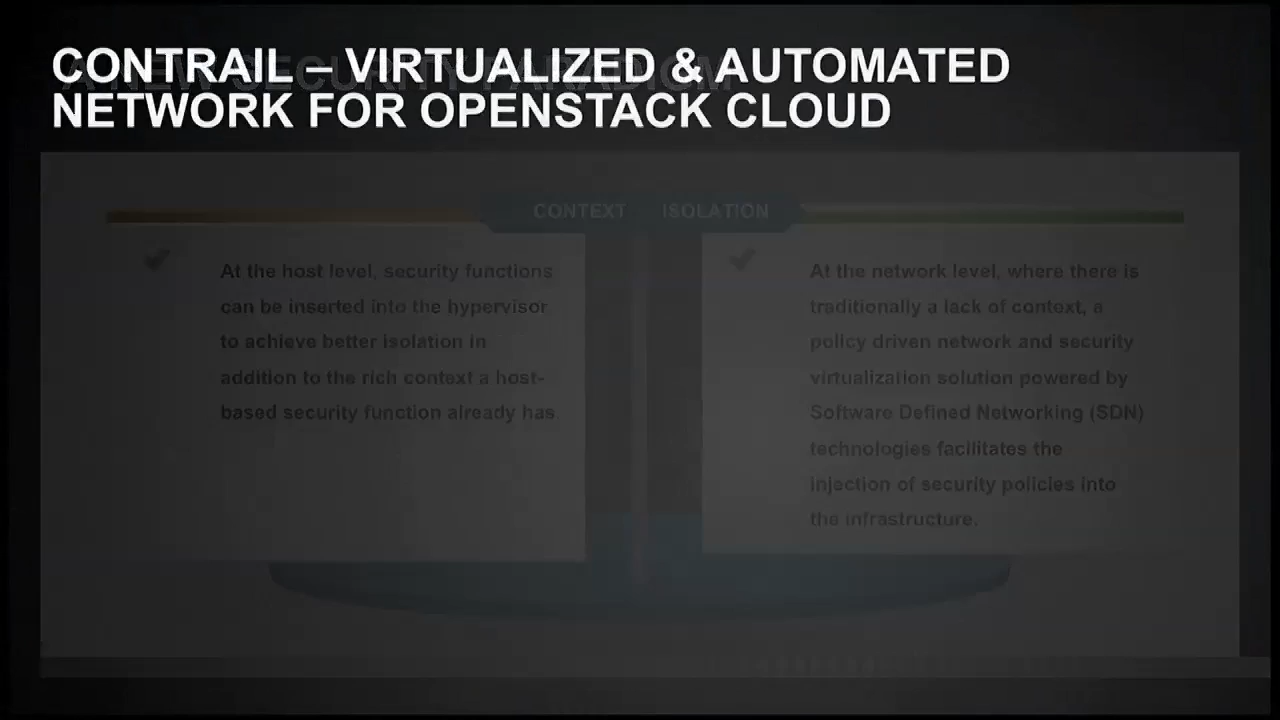 CONTRAIL – VIRTUALIZED & AUTOMATED
NETWORK FOR OPENSTACK CLOUD
A NEW SECURITY PARADIGM
CONTEXT
ISOLATION
At the host level, security functions
can be inserted into the hypervisor
to achieve better isolation in
addition to the rich context a host-
based security function already has
At the network level, where there is
traditionally a lack of context, a
policy driven network and security
virtualization solution powered by
Software Defined Networking (SDN)
technologies facilitates the
injection of security policies into
the infrastructure.